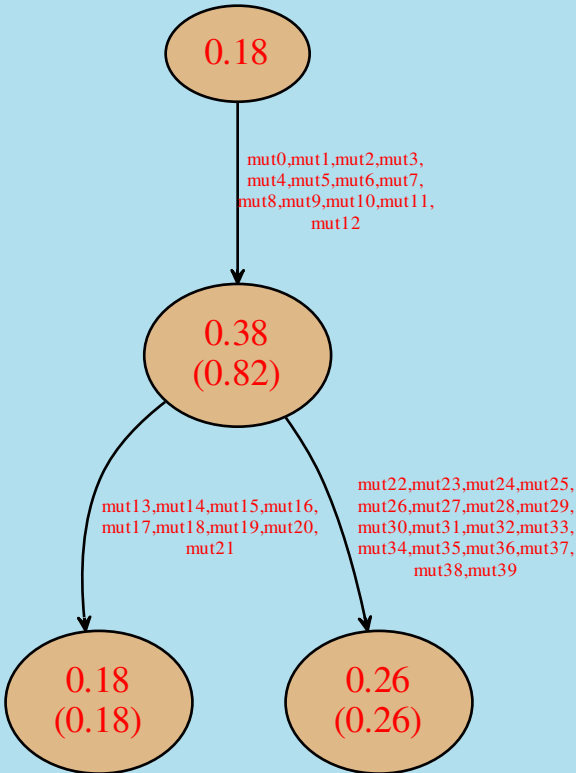 0.18
mut0,mut1,mut2,mut3,
mut4,mut5,mut6,mut7,
mut8,mut9,mut10,mut11,
mut12
0.38
(0.82)
mut13,mut14,mut15,mut16,
mut17,mut18,mut19,mut20,
mut21
mut22,mut23,mut24,mut25,
mut26,mut27,mut28,mut29,
mut30,mut31,mut32,mut33,
mut34,mut35,mut36,mut37,
mut38,mut39
0.18
(0.18)
0.26
(0.26)